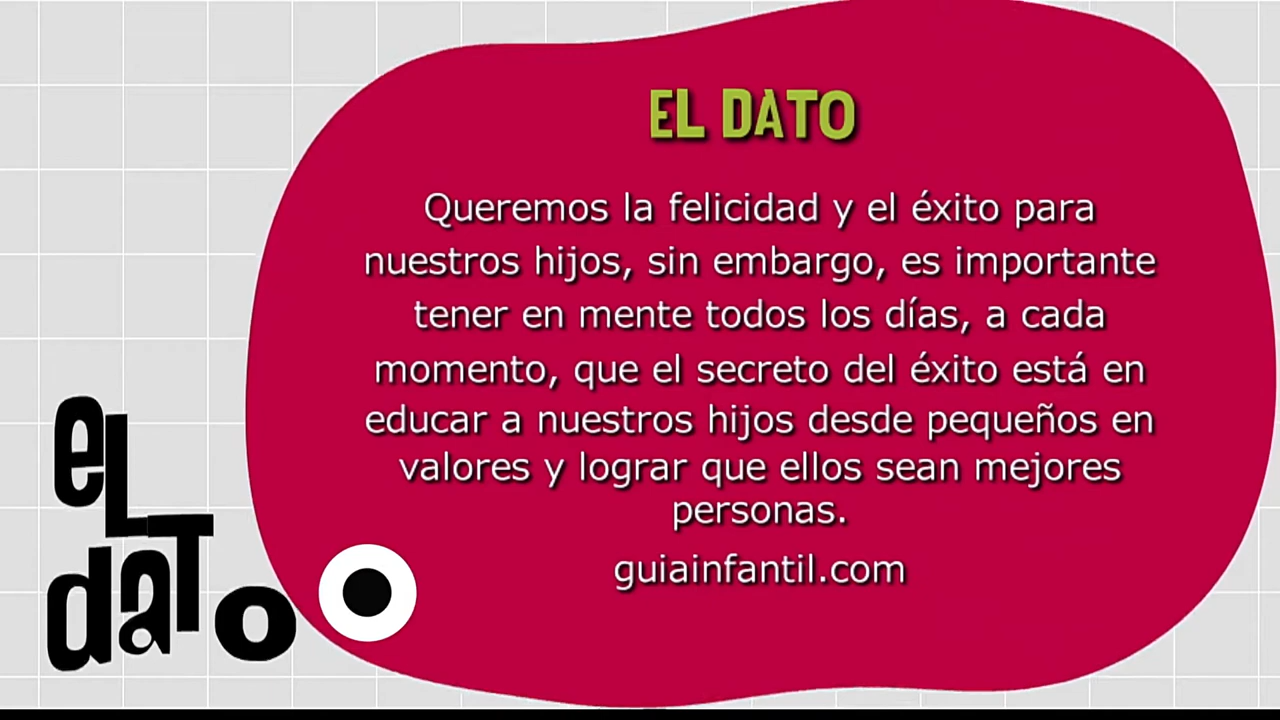 EL DATO
Queremos la felicidad y el éxito para
nuestros hijos, sin embargo, es importante
tener en mente todos los días, a cada
momento, que el secreto del éxito está en
educar a nuestros hijos desde pequeños en
valores y lograr que ellos sean mejores
personas.
guiainfantil.com
eL
daTo